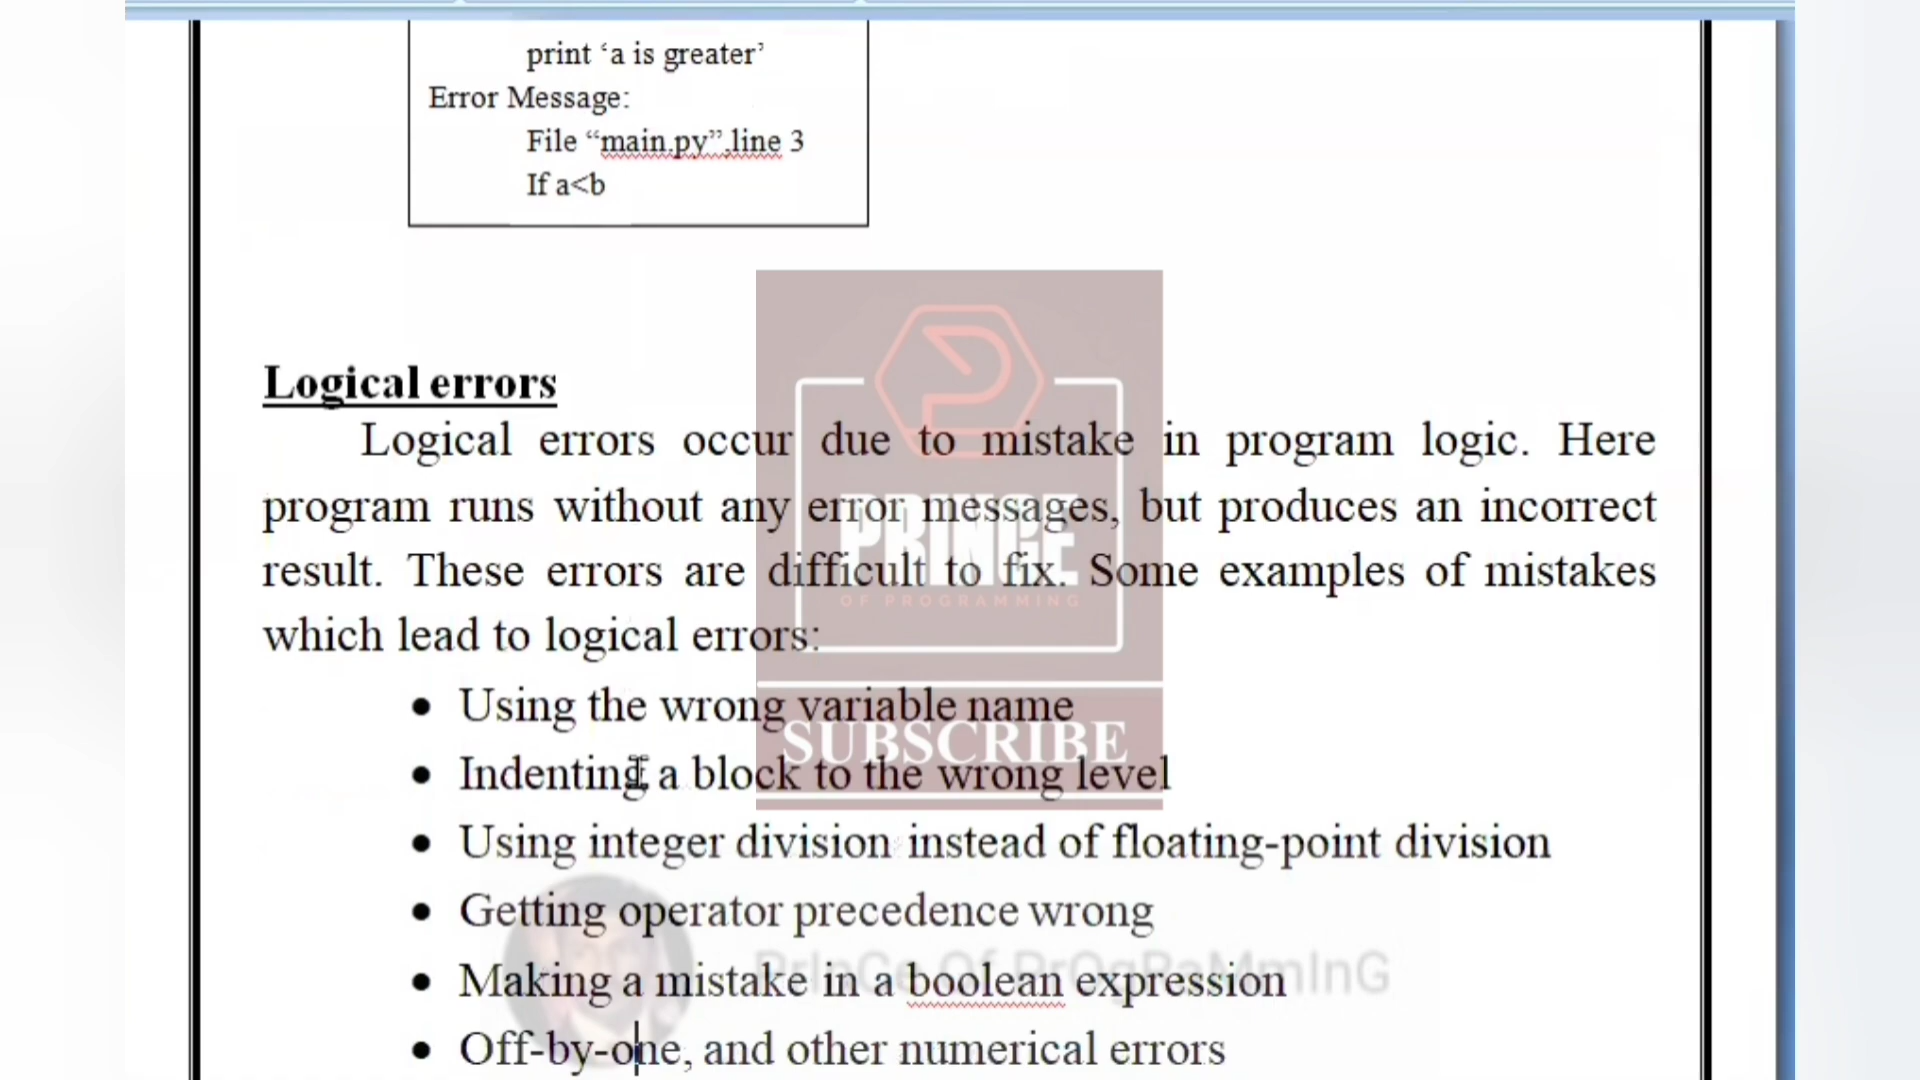 print ‘a is greater’
Error Message:
File “main.py”,line 3
If a<b
Logical errors
Logical errors occur due to mistake in program logic. Here
program runs without any error messages, but produces an incorrect
result. These errors are difficult to fix. Some examples of mistakes
which lead to logical errors:
PRINCE
OF PROGRAMMING
SUBSCRIBE
• Using the wrong variable name
• Indenting a block to the wrong level
• Using integer division instead of floating-point division
• Getting operator precedence wrong
PrInCe Of PrOgRaMmInG
• Making a mistake in a boolean expression
• Off-by-one, and other numerical errors